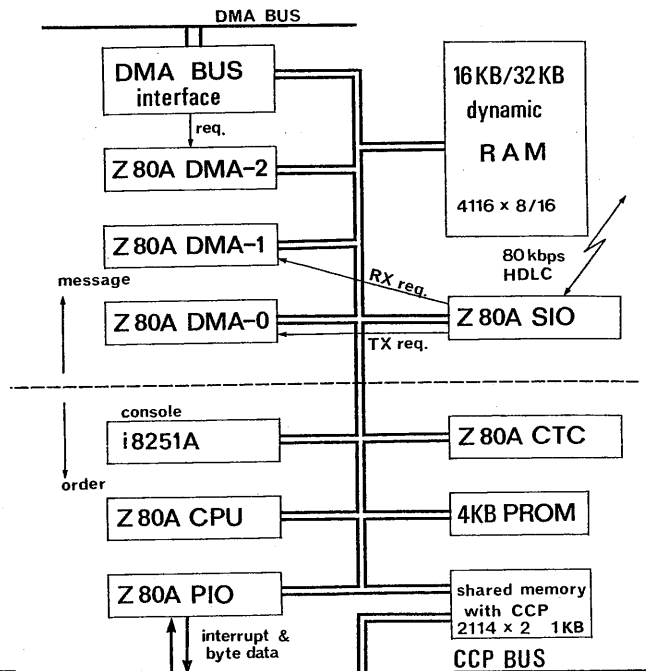 DMA BUS
DMA BUS
interface
req.
Z80A DMA-2
Z80A DMA-1
message
Z80A DMA-0
16KB/32KB
dynamic
RAM
4116 x 8/16
80kbps
HDLC
RX req.
Z80A SIO
TX req.
console
i8251A
order
Z80A CTC
Z80A CPU
4KB PROM
Z80A PIO
interrupt &
byte data
shared memory
with CCP
2114 x 2 1KB
CCP BUS